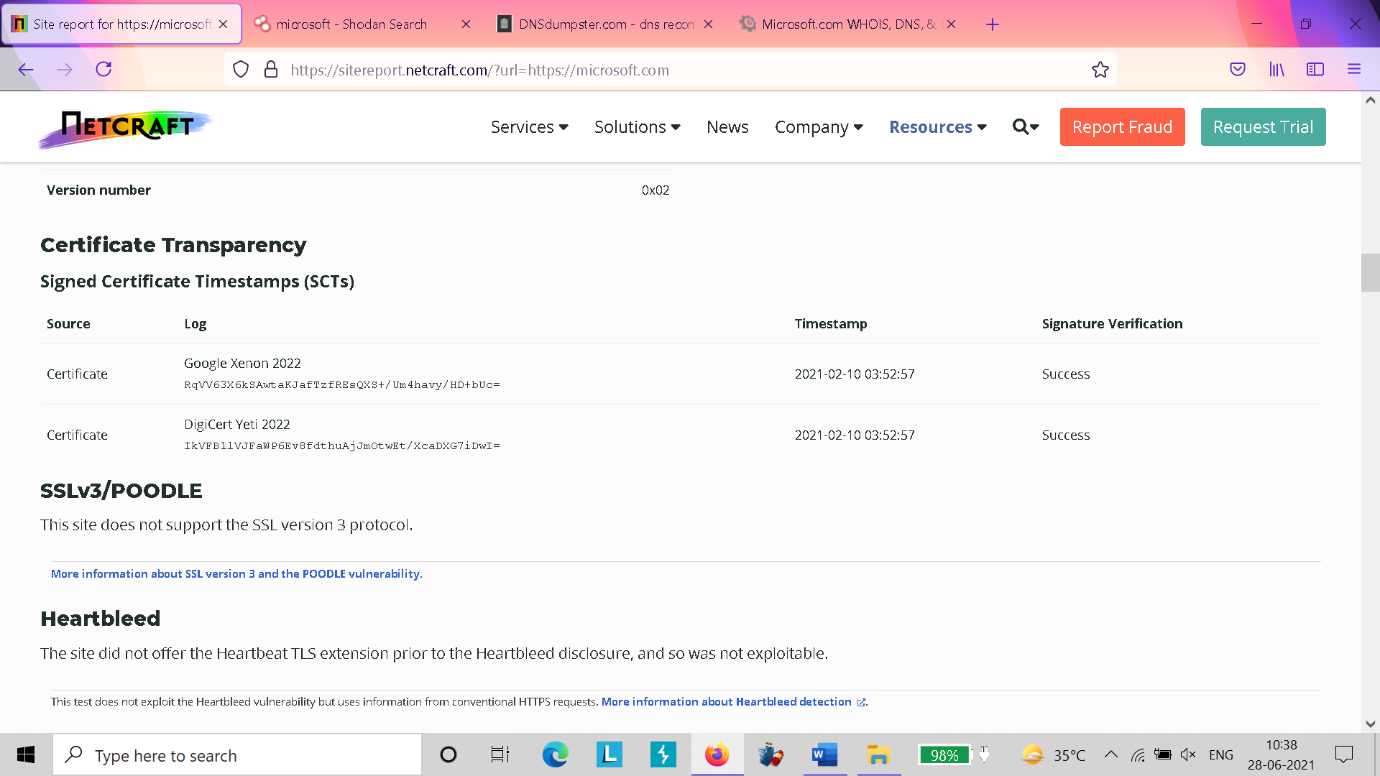 Site report for https://microsoft
microsoft - Shodan Search
DNSdumpster.com - dns recon
Microsoft.com WHOIS, DNS, &
https://sitereport.netcraft.com/?url=https://microsoft.com
NETCRAFT
Services
Solutions
News
Company
Resources
Report Fraud
Request Trial
Version number 0x02
Certificate Transparency
Signed Certificate Timestamps (SCTs)
Source Log Timestamp Signature Verification
Google Xenon 2022
Certificate 2021-02-10 03:52:57 Success
RqVV63X6kSAwtaKJafTzfREsQXS+/Um4havy/HD+bUc=
DigiCert Yeti 2022
Certificate 2021-02-10 03:52:57 Success
IkVFB1lVJFaWP6Ev8fdthuAjJmOtwEt/XcaDXG7iDwI=
SSLv3/POODLE
This site does not support the SSL version 3 protocol.
More information about SSL version 3 and the POODLE vulnerability.
Heartbleed
The site did not offer the Heartbeat TLS extension prior to the Heartbleed disclosure, and so was not exploitable.
This test does not exploit the Heartbleed vulnerability but uses information from conventional HTTPS requests. More information about Heartbleed detection.
Type here to search
L
W
98%
35°C
ENG
10:38
28-06-2021